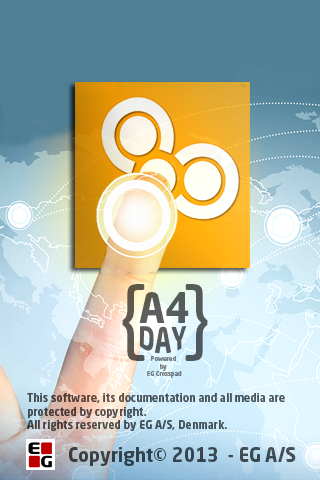 {A4
DAY}
Powered
by
EG Crosspad
This software, its documentation and all media are
protected by copyright.
All rights reserved by EG A/S, Denmark.
EG
Copyright© 2013 - EG A/S